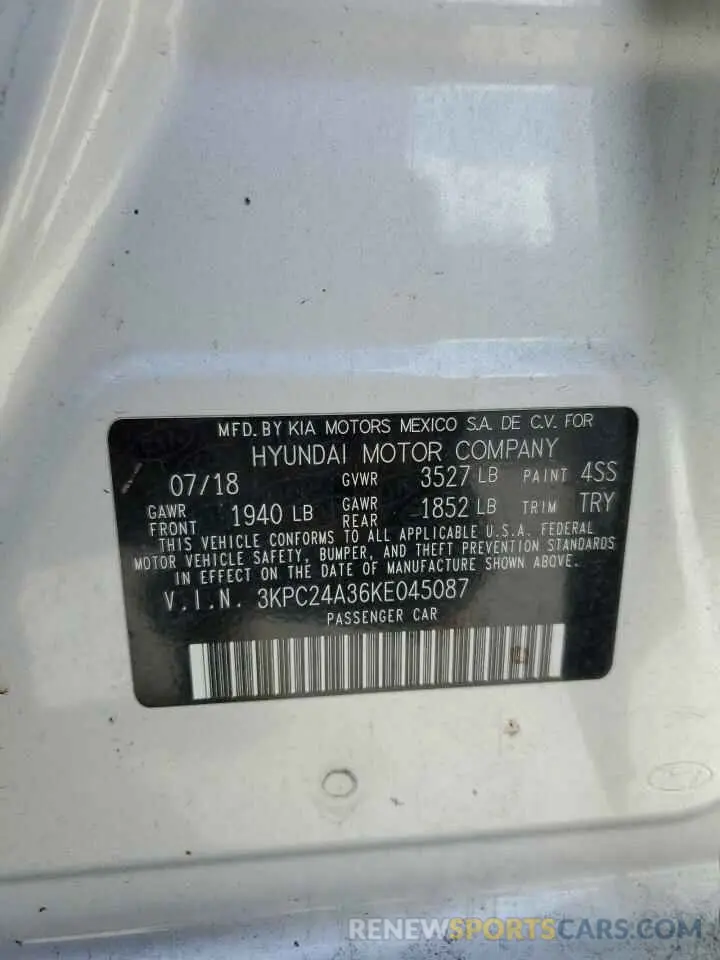 MFD. BY KIA MOTORS MEXICO S.A. DE C.V. FOR
HYUNDAI MOTOR COMPANY
07/18 GVWR 3527 LB PAINT 4SS
GAWR FRONT 1940 LB GAWR REAR 1852 LB TRIM TRY
THIS VEHICLE CONFORMS TO ALL APPLICABLE U.S.A. FEDERAL
MOTOR VEHICLE SAFETY, BUMPER, AND THEFT PREVENTION STANDARDS
IN EFFECT ON THE DATE OF MANUFACTURE SHOWN ABOVE.
V.I.N. 3KPC24A36KE045087
PASSENGER CAR
RENEWSPORTSCARS.COM